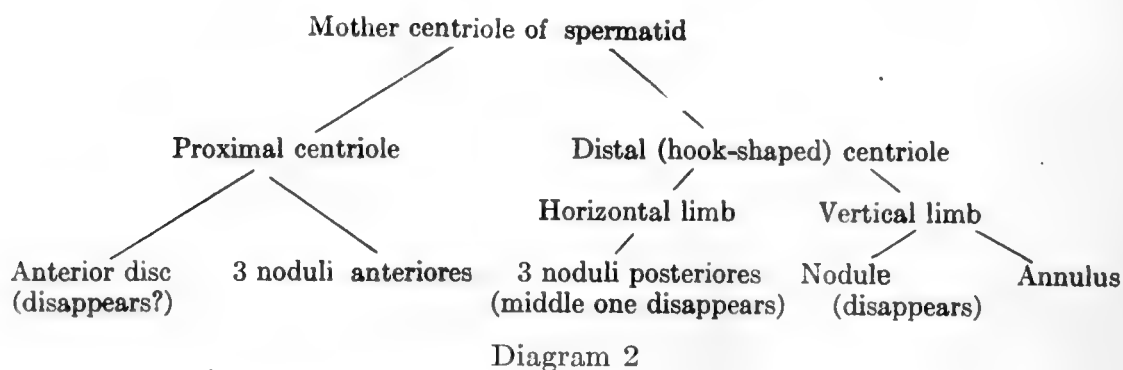 Mother centriole of spermatid
Proximal centriole
Distal (hook-shaped) centriole
Horizontal limb
Vertical limb
Anterior disc
(disappears?)
3 noduli anteriores
3 noduli posteriores
(middle one disappears)
Nodule
(disappears)
Annulus
Diagram 2